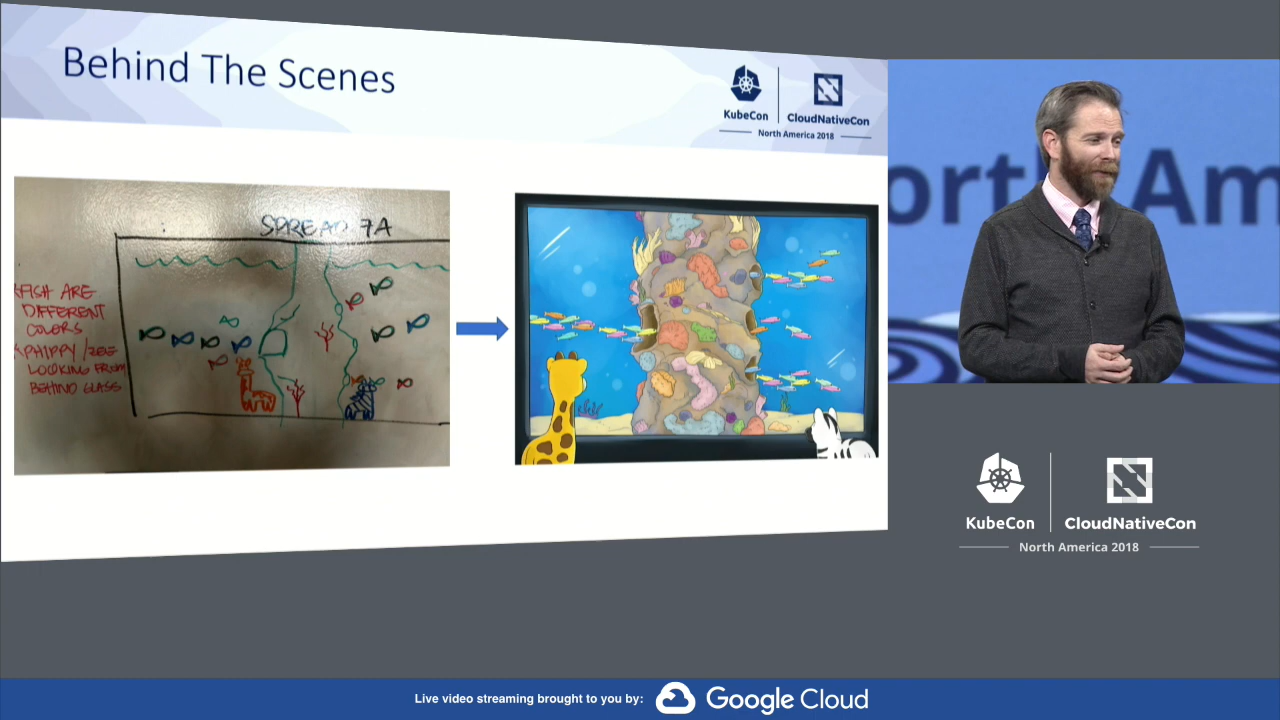 Behind The Scenes
KubeCon
CloudNativeCon
North America 2018
SPREAD 7A
FISH ARE
DIFFERENT
COLORS
PHIPPY/ZEE
LOOKING FROM
BEHIND GLASS
orth Am
KubeCon
CloudNativeCon
North America 2018
Live video streaming brought to you by:
Google Cloud